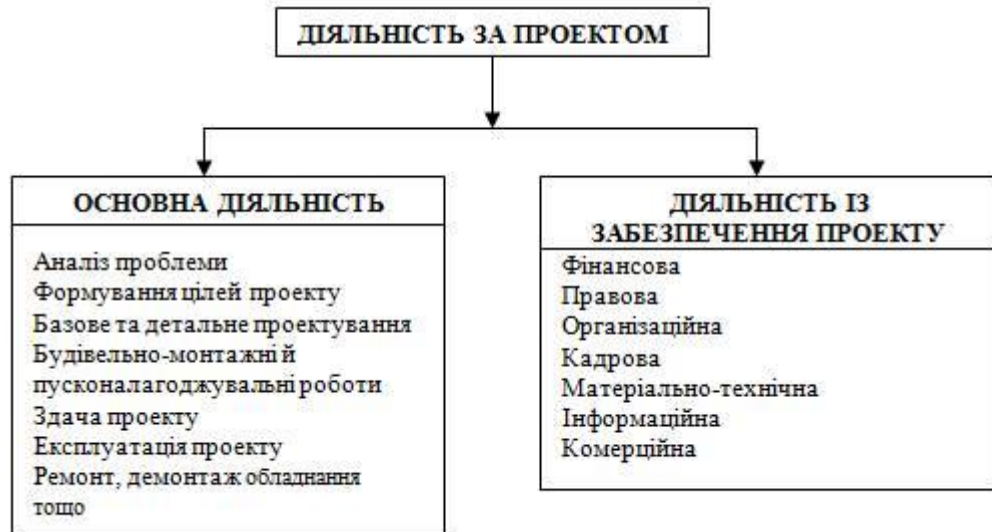 ДІЯЛЬНІСТЬ ЗА ПРОЕКТОМ
ОСНОВНА ДІЯЛЬНІСТЬ
Аналіз проблеми
Формування цілей проекту
Базове та детальне проектування
Будівельно-монтажні й
пусконалагоджувальні роботи
Здача проекту
Експлуатація проекту
Ремонт, демонтаж обладнання
тощо
ДІЯЛЬНІСТЬ ІЗ
ЗАБЕЗПЕЧЕННЯ ПРОЕКТУ
Фінансова
Правова
Організаційна
Кадрова
Матеріально-технічна
Інформаційна
Комерційна